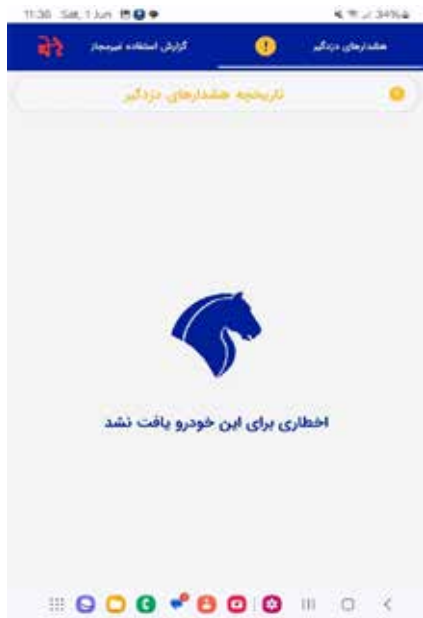 11:30 Sat, 1 Jun
34%
هشدارهای دزدگیر
گزارش استفاده غیرمجاز
تاریخچه هشدارهای دزدگیر
اخطاری برای این خودرو یافت نشد